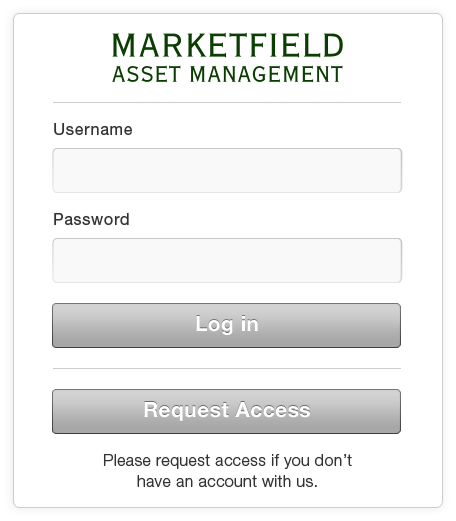 MARKETFIELD
ASSET MANAGEMENT
Username
Password
Log in
Request Access
Please request access if you don’t
have an account with us.